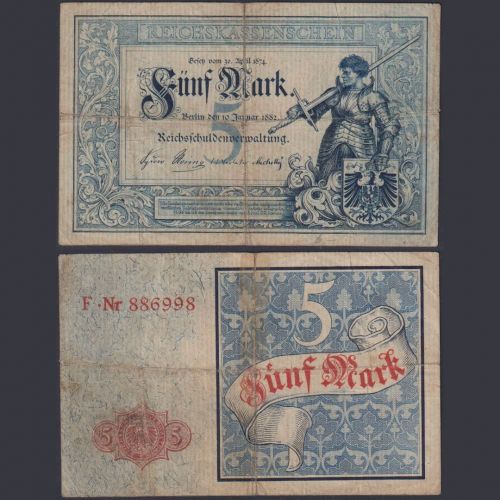 REICHSKASSENSCHEIN
Gesetz vom 30. April 1874.
Fünf Mark.
5
Berlin den 10 Januar 1882.
Reichsschuldenverwaltung.
F · Nr 886998
5
Fünf Mark
5 5